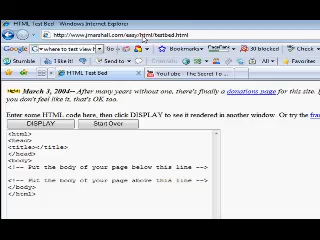 HTML Test Bed - Windows Internet Explorer
http://www.jmarshall.com/easy/html/testbed.html
Google where to text view h Bookmarks 30 blocked Check
Stumble I like it! Send to
HTML Test Bed YouTube - The Secret To
March 3, 2004-- After many years without one, there's finally a donations page for this site. I
you don't feel like it, that's OK too.
Enter some HTML code here, then click DISPLAY to see it rendered in another window. Or try the fra
DISPLAY Start Over
<html>
<head>
<title></title>
</head>
<body>
<!-- Put the body of your page below this line -->
<!-- Put the body of your page above this line -->
</body>
</html>